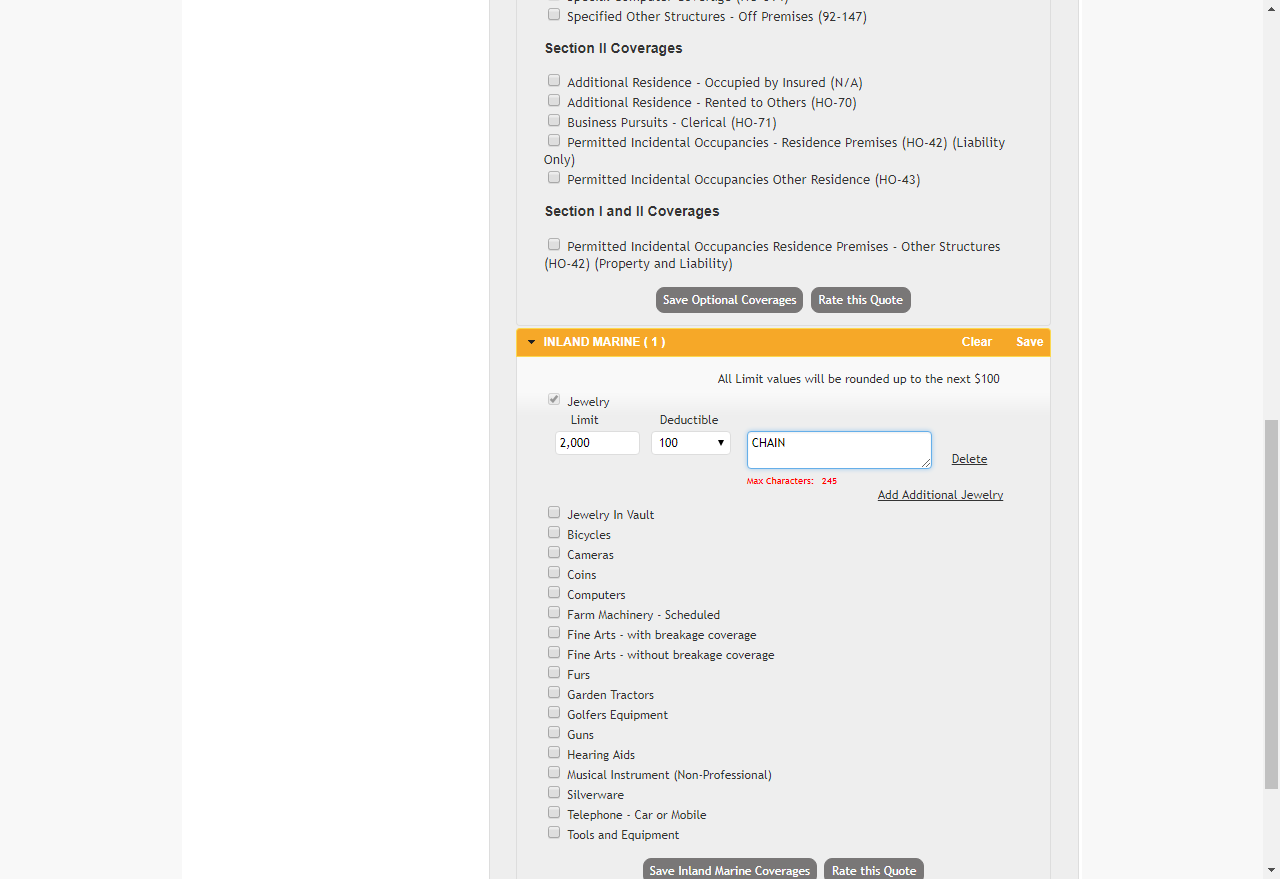 Specified Other Structures - Off Premises (92-147)
Section II Coverages
Additional Residence - Occupied by Insured (N/A)
Additional Residence - Rented to Others (HO-70)
Business Pursuits - Clerical (HO-71)
Permitted Incidental Occupancies - Residence Premises (HO-42) (Liability
Only)
Permitted Incidental Occupancies Other Residence (HO-43)
Section I and II Coverages
Permitted Incidental Occupancies Residence Premises - Other Structures
(HO-42) (Property and Liability)
Save Optional Coverages Rate this Quote
INLAND MARINE ( 1 ) Clear Save
All Limit values will be rounded up to the next $100
Jewelry
Limit Deductible
2,000 100 CHAIN
Delete
Max Characters: 245
Add Additional Jewelry
Jewelry In Vault
Bicycles
Cameras
Coins
Computers
Farm Machinery - Scheduled
Fine Arts - with breakage coverage
Fine Arts - without breakage coverage
Furs
Garden Tractors
Golfers Equipment
Guns
Hearing Aids
Musical Instrument (Non-Professional)
Silverware
Telephone - Car or Mobile
Tools and Equipment
Save Inland Marine Coverages Rate this Quote